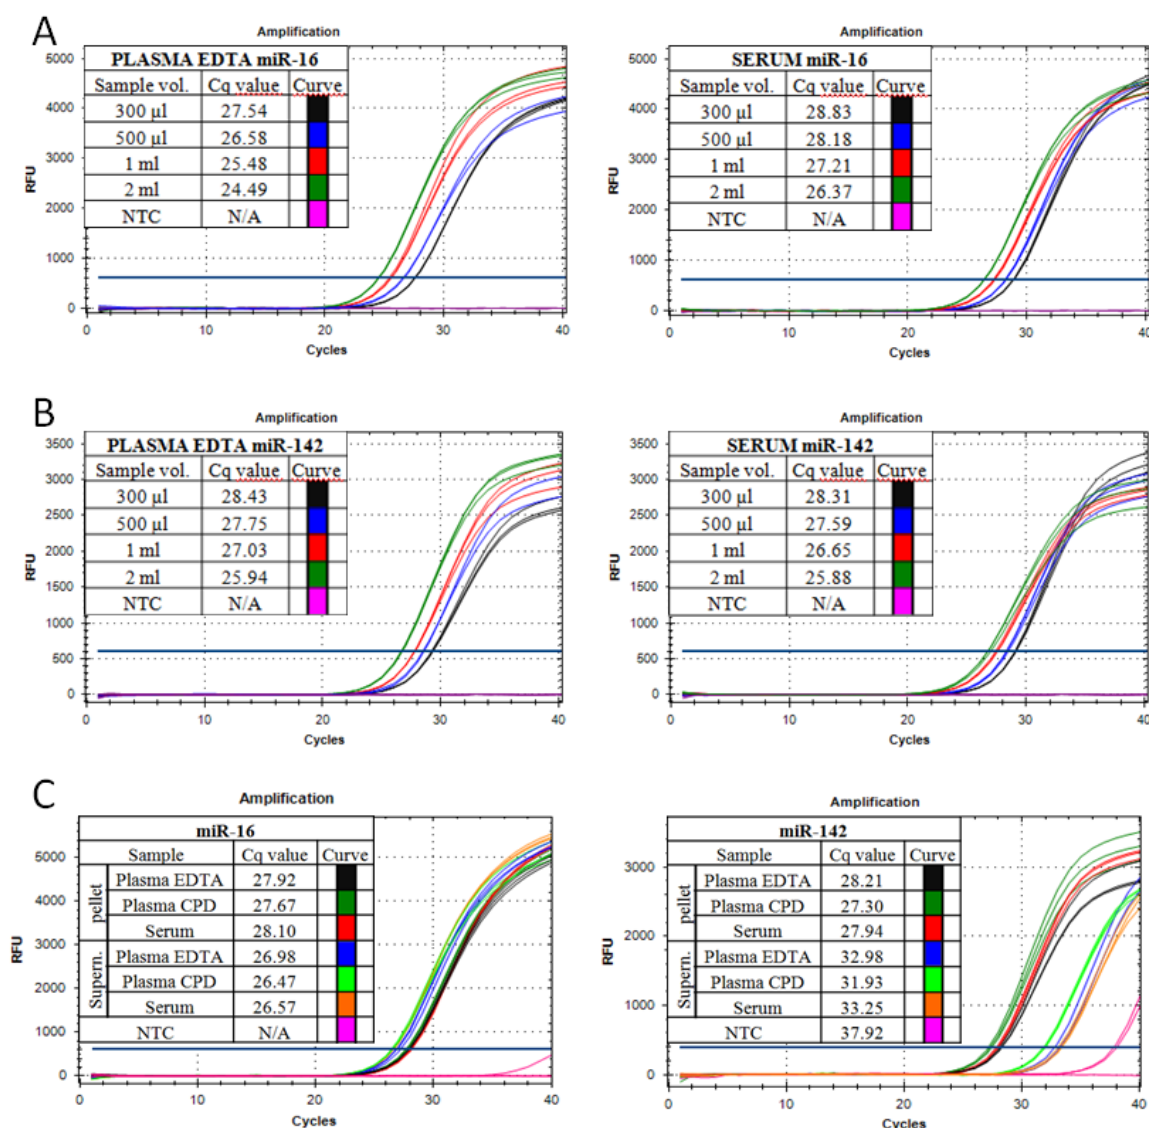 A
Amplification
PLASMA EDTA miR-16
Sample vol. Cq value Curve
300 µl 27.54
500 µl 26.58
1 ml 25.48
2 ml 24.49
NTC N/A
5000
4000
3000
2000
1000
0
RFU
0 10 20 30 40
Cycles
Amplification
SERUM miR-16
Sample vol. Cq value Curve
300 µl 28.83
500 µl 28.18
1 ml 27.21
2 ml 26.37
NTC N/A
5000
4000
3000
2000
1000
0
RFU
0 10 20 30 40
Cycles
B
Amplification
PLASMA EDTA miR-142
Sample vol. Cq value Curve
300 µl 28.43
500 µl 27.75
1 ml 27.03
2 ml 25.94
NTC N/A
3500
3000
2500
2000
1500
1000
500
0
RFU
0 10 20 30 40
Cycles
Amplification
SERUM miR-142
Sample vol. Cq value Curve
300 µl 28.31
500 µl 27.59
1 ml 26.65
2 ml 25.88
NTC N/A
3500
3000
2500
2000
1500
1000
500
0
RFU
0 10 20 30 40
Cycles
C
Amplification
miR-16
Sample Cq value Curve
pellet
Plasma EDTA 27.92
Plasma CPD 27.67
Serum 28.10
Supern.
Plasma EDTA 26.98
Plasma CPD 26.47
Serum 26.57
NTC N/A
5000
4000
3000
2000
1000
0
RFU
0 10 20 30 40
Cycles
Amplification
miR-142
Sample Cq value Curve
pellet
Plasma EDTA 28.21
Plasma CPD 27.30
Serum 27.94
Supern.
Plasma EDTA 32.98
Plasma CPD 31.93
Serum 33.25
NTC 37.92
3000
2000
1000
0
RFU
0 10 20 30 40
Cycles